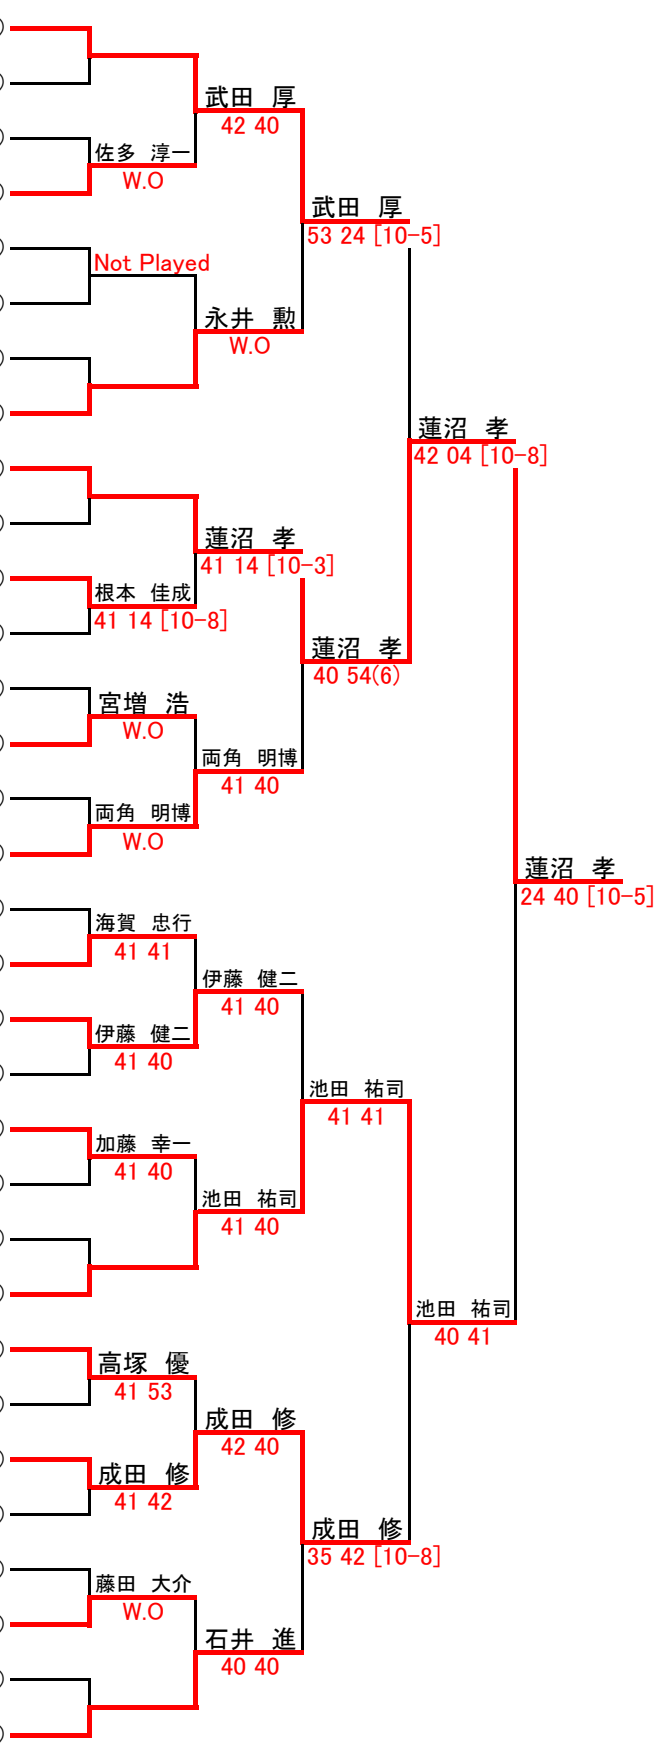 武田　厚
42 40
佐多　淳一
W.O
武田　厚
53 24 [10-5]
Not Played
永井　勲
W.O
蓮沼　孝
42 04 [10-8]
蓮沼　孝
41 14 [10-3]
根本　佳成
41 14 [10-8]
蓮沼　孝
40 54(6)
宮増　浩
W.O
両角　明博
41 40
両角　明博
W.O
蓮沼　孝
24 40 [10-5]
海賀　忠行
41 41
伊藤　健二
41 40
伊藤　健二
41 40
池田　祐司
41 41
加藤　幸一
41 40
池田　祐司
41 40
池田　祐司
40 41
高塚　優
41 53
成田　修
42 40
成田　修
41 42
成田　修
35 42 [10-8]
藤田　大介
W.O
石井　進
40 40